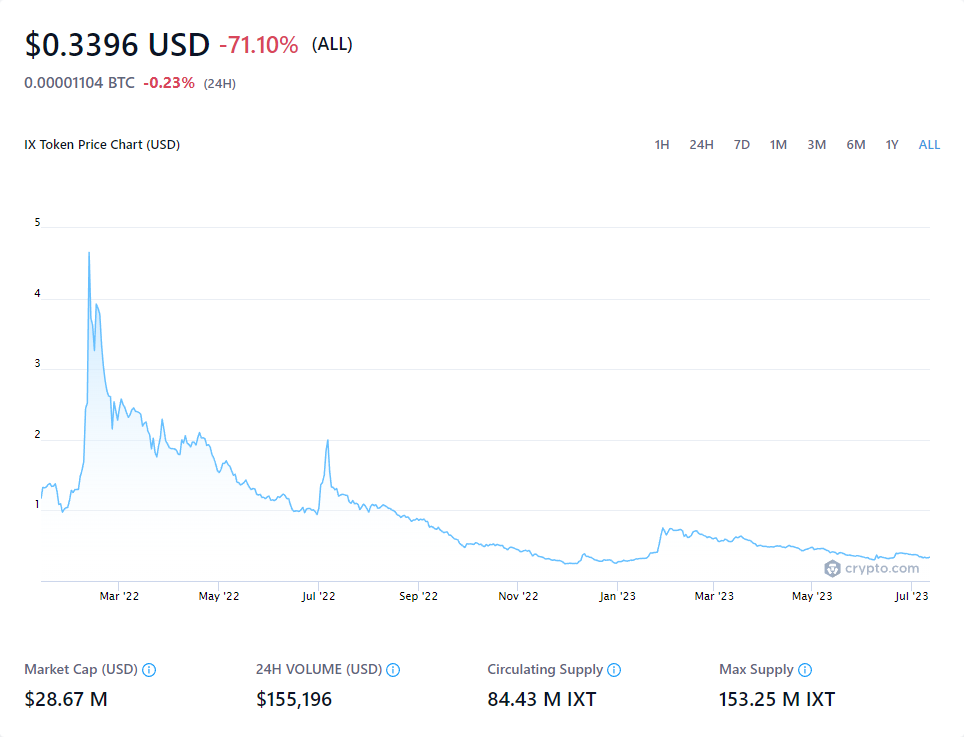 $0.3396 USD -71.10% (ALL)
0.00001104 BTC -0.23% (24H)
IX Token Price Chart (USD) 1H 24H 7D 1M 3M 6M 1Y ALL
5
4
3
2
1
crypto.com
Mar '22 May '22 Jul '22 Sep '22 Nov '22 Jan '23 Mar '23 May '23 Jul '23
Market Cap (USD) 24H VOLUME (USD) Circulating Supply Max Supply
$28.67 M $155,196 84.43 M IXT 153.25 M IXT